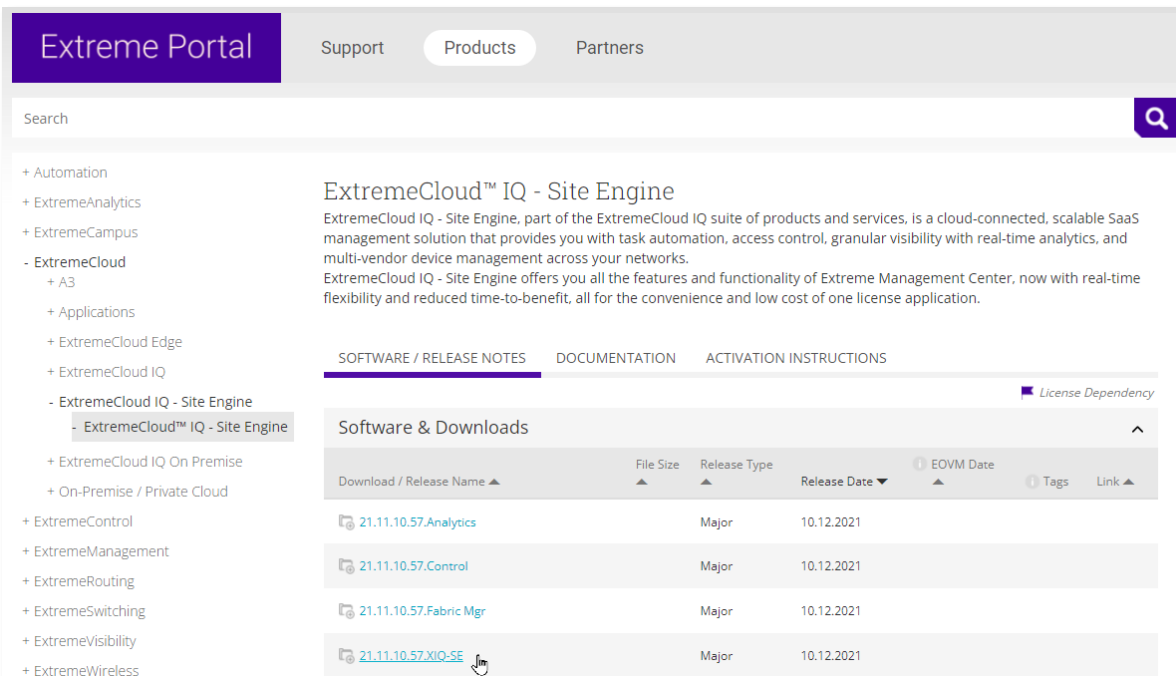 Extreme Portal
Support Products Partners
Search
+ Automation
+ ExtremeAnalytics
+ ExtremeCampus
- ExtremeCloud
+ A3
+ Applications
+ ExtremeCloud Edge
+ ExtremeCloud IQ
- ExtremeCloud IQ - Site Engine
- ExtremeCloud™ IQ - Site Engine
+ ExtremeCloud IQ On Premise
+ On-Premise / Private Cloud
+ ExtremeControl
+ ExtremeManagement
+ ExtremeRouting
+ ExtremeSwitching
+ ExtremeVisibility
+ ExtremeWireless
ExtremeCloud™ IQ - Site Engine
ExtremeCloud IQ - Site Engine, part of the ExtremeCloud IQ suite of products and services, is a cloud-connected, scalable SaaS
management solution that provides you with task automation, access control, granular visibility with real-time analytics, and
multi-vendor device management across your networks.
ExtremeCloud IQ - Site Engine offers you all the features and functionality of Extreme Management Center, now with real-time
flexibility and reduced time-to-benefit, all for the convenience and low cost of one license application.
SOFTWARE / RELEASE NOTES DOCUMENTATION ACTIVATION INSTRUCTIONS
License Dependency
Software & Downloads
Download / Release Name File Size Release Type Release Date EOVM Date Tags Link
21.11.10.57.Analytics Major 10.12.2021
21.11.10.57.Control Major 10.12.2021
21.11.10.57.Fabric Mgr Major 10.12.2021
21.11.10.57.XIQ-SE Major 10.12.2021